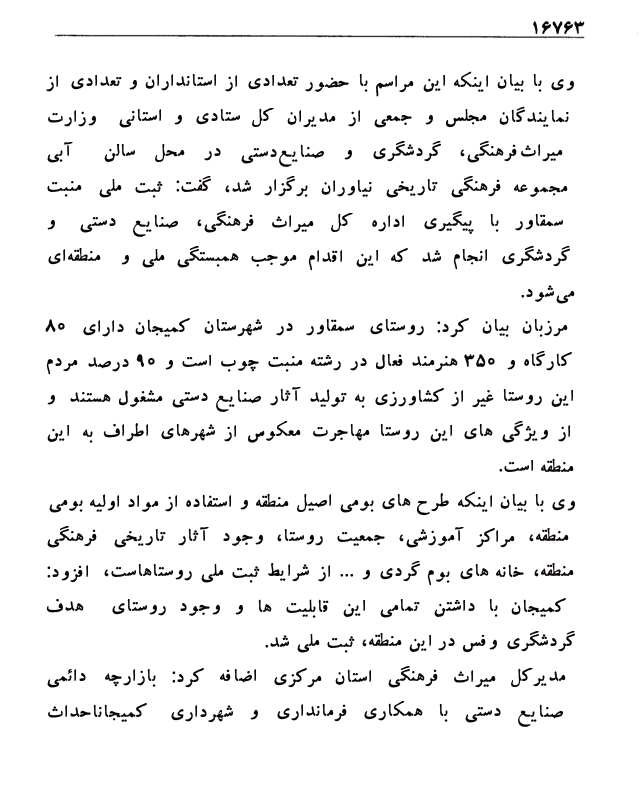 ۱۶۷۶۳
وی با بیان اینکه این مراسم با حضور تعدادی از استانداران و تعدادی از
نمایندگان مجلس و جمعی از مدیران کل ستادی و استانی وزارت
میراث‌فرهنگی، گردشگری و صنایع‌دستی در محل سالن آبی
مجموعه فرهنگی تاریخی نیاوران برگزار شد، گفت: ثبت ملی منبت
سمقاور با پیگیری اداره کل میراث فرهنگی، صنایع دستی و
گردشگری انجام شد که این اقدام موجب همبستگی ملی و منطقه‌ای
می‌شود.
مرزبان بیان کرد: روستای سمقاور در شهرستان کمیجان دارای ۸۰
کارگاه و ۳۵۰ هنرمند فعال در رشته منبت چوب است و ۹۰ درصد مردم
این روستا غیر از کشاورزی به تولید آثار صنایع دستی مشغول هستند و
از ویژگی های این روستا مهاجرت معکوس از شهرهای اطراف به این
منطقه است.
وی با بیان اینکه طرح های بومی اصیل منطقه و استفاده از مواد اولیه بومی
منطقه، مراکز آموزشی، جمعیت روستا، وجود آثار تاریخی فرهنگی
منطقه، خانه های بوم گردی و ... از شرایط ثبت ملی روستاهاست، افزود:
کمیجان با داشتن تمامی این قابلیت ها و وجود روستای هدف
گردشگری وفس در این منطقه، ثبت ملی شد.
مدیرکل میراث فرهنگی استان مرکزی اضافه کرد: بازارچه دائمی
صنایع دستی با همکاری فرمانداری و شهرداری کمیجاناحداث